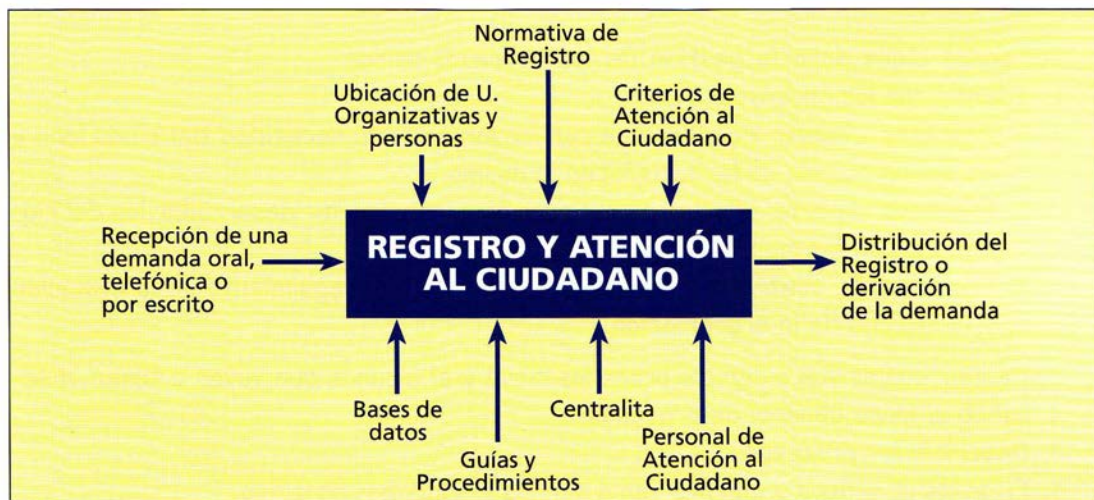 Normativa de
Registro
Ubicación de U.
Organizativas y
personas
Criterios de
Atención al
Ciudadano
Recepción de una
demanda oral,
telefónica o
por escrito
REGISTRO Y ATENCIÓN
AL CIUDADANO
Distribución del
Registro o
derivación
de la demanda
Bases de
datos
Guías y
Procedimientos
Centralita
Personal de
Atención al
Ciudadano